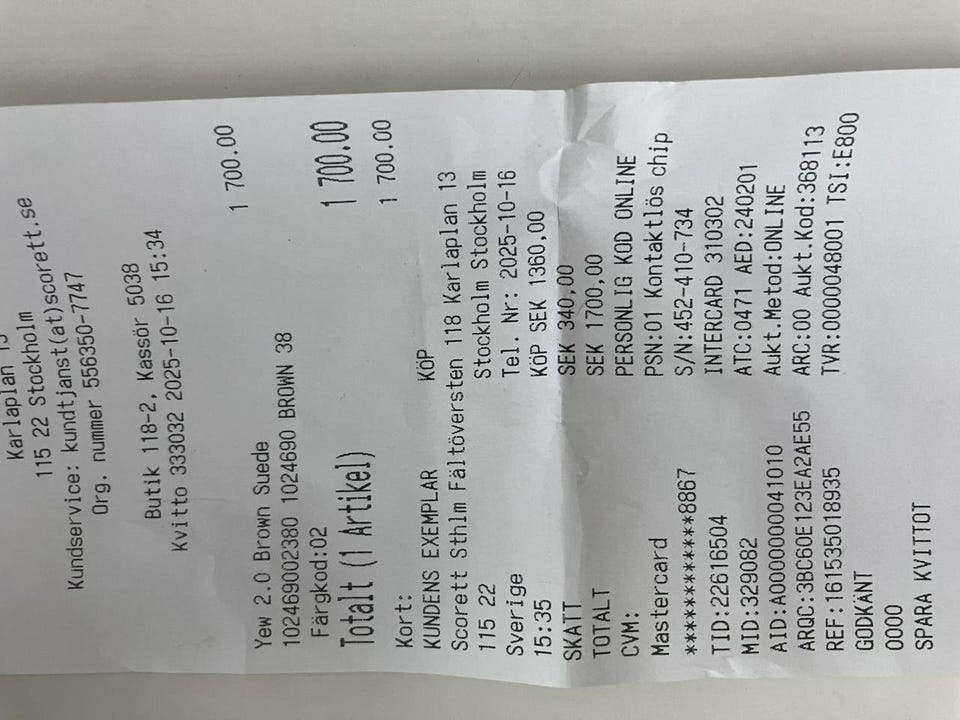 Karlaplan 13
115 22 Stockholm
Kundservice: kundtjanst(at)scorett.se
Org. nummer 556350-7747
Butik 118-2, Kassör 5038
Kvitto 333032 2025-10-16 15:34
1 700.00
Yew 2.0 Brown Suede
102469002380 1024690 BROWN 38
Färgkod:02
Totalt (1 Artikel) 1 700.00
Kort: 1 700.00
KUNDENS EXEMPLAR KÖP
Scorett Sthlm Fältöversten 118 Karlaplan 13
115 22 Stockholm Stockholm
Sverige Tel. Nr: 2025-10-16
15:35 KÖP SEK 1360,00
SKATT SEK 340,00
TOTALT SEK 1700,00
CVM: PERSONLIG KOD ONLINE
Mastercard PSN:01 Kontaktlös chip
************8867 S/N:452-410-734
TID:22616504 INTERCARD 310302
MID:329082 ATC:0471 AED:240201
AID:A0000000041010 Aukt.Metod:ONLINE
ARQC:3BC60E123EA2AE55 ARC:00 Aukt.Kod:368113
REF:161535018935 TVR:0000048001 TSI:E800
GODKÄNT
0000
SPARA KVITTOT